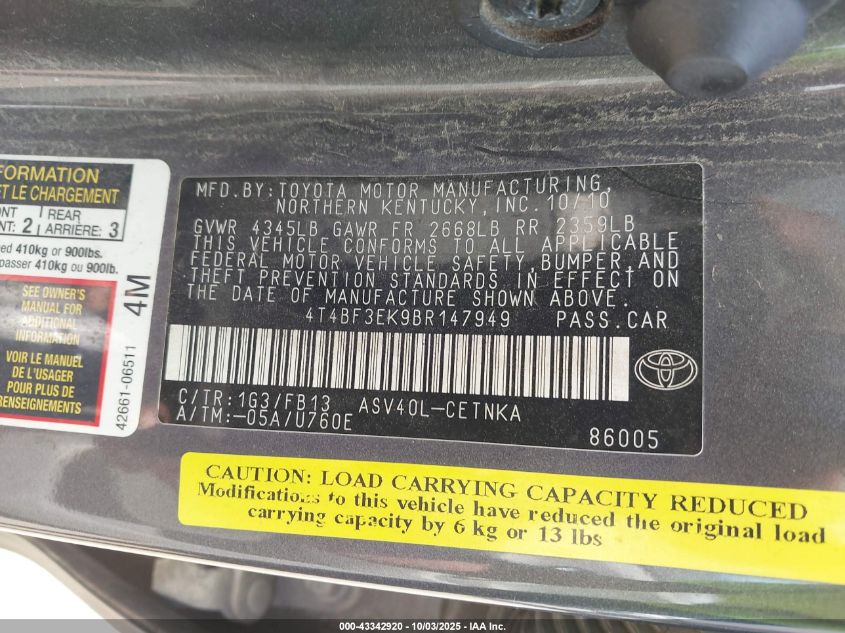 FORMATION
ET LE CHARGEMENT
REAR
2 ARRIÈRE: 3
410kg or 900lbs.
410 kg ou 900lb.
SEE OWNER'S
MANUAL FOR
ADDITIONAL
INFORMATION
VOIR LE MANUEL
DE L'USAGER
POUR PLUS DE
RENSEIGNEMENTS
4M
42661-06511
MFD.BY:TOYOTA MOTOR MANUFACTURING,
NORTHERN KENTUCKY,INC.10/10
GVWR 4345LB GAWR FR 2668LB RR 2359LB
THIS VEHICLE CONFORMS TO ALL APPLICABLE
FEDERAL MOTOR VEHICLE SAFETY,BUMPER,AND
THEFT PREVENTION STANDARDS IN EFFECT ON
THE DATE OF MANUFACTURE SHOWN ABOVE.
4T4BF3EK9BR147949 PASS.CAR
C/TR:1G3/FB13 ASV40L-CETNKA
A/TM:-05A/U760E
86005
CAUTION: LOAD CARRYING CAPACITY REDUCED
Modifications to this vehicle have reduced the original load
carrying capacity by 6 kg or 13 lbs
000-43342920 - 10/03/2025 - IAA Inc.